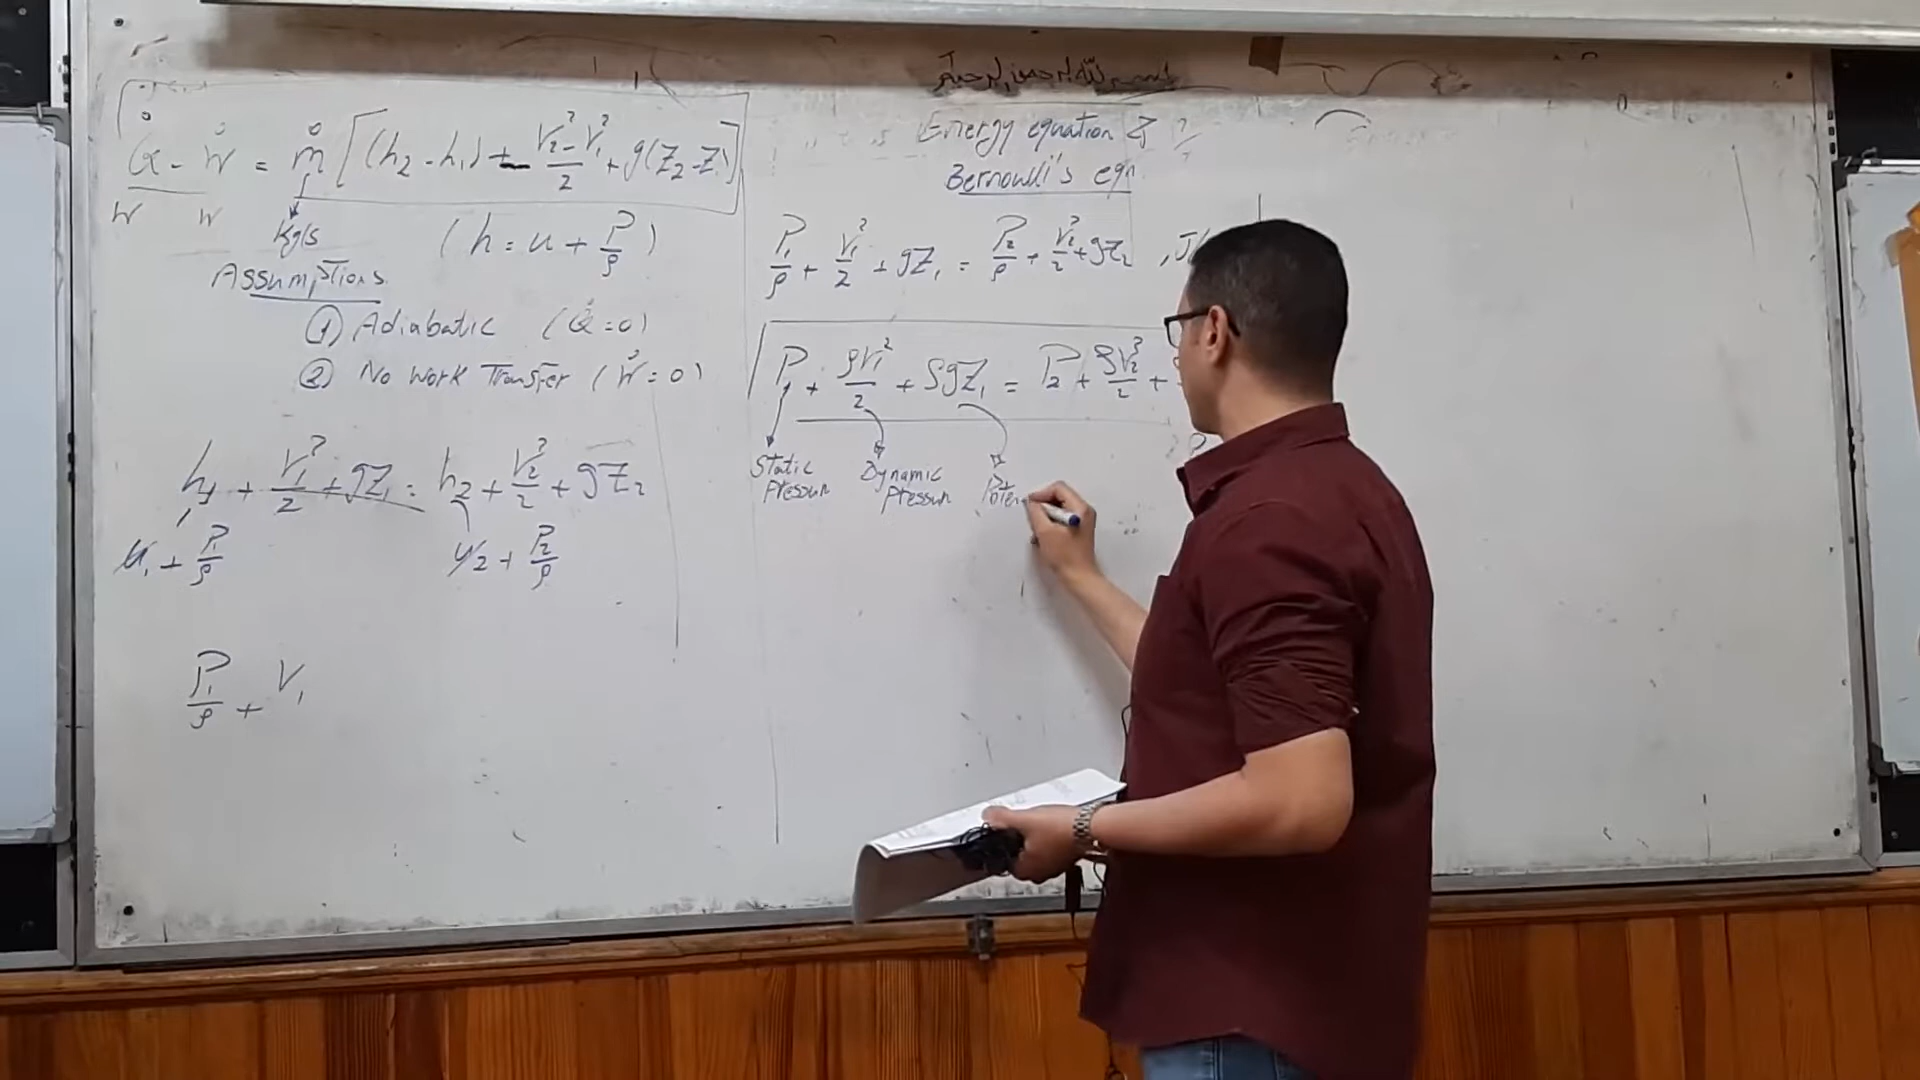 بسم الله الرحمن الرحيم
Q̇ - Ẇ = ṁ [(h₂ - h₁) + V₂² - V₁² / 2 + g(Z₂ - Z₁)]
W W Kg/s
(h = u + P/ρ)
Assumptions
① Adiabatic (Q̇ = 0)
② No Work Transfer (Ẇ = 0)
h₁ + V₁²/2 + gZ₁ = h₂ + V₂²/2 + gZ₂
u₁ + P₁/ρ
u₂ + P₂/ρ
P₁/ρ + V₁
Energy equation &
Bernoulli's eqn
P₁/ρ + V₁²/2 + gZ₁ = P₂/ρ + V₂²/2 + gZ₂ , J/
P₁ + ρV₁²/2 + ρgZ₁ = P₂ + ρV₂²/2 +
Static Pressur
Dynamic Pressur
Poten